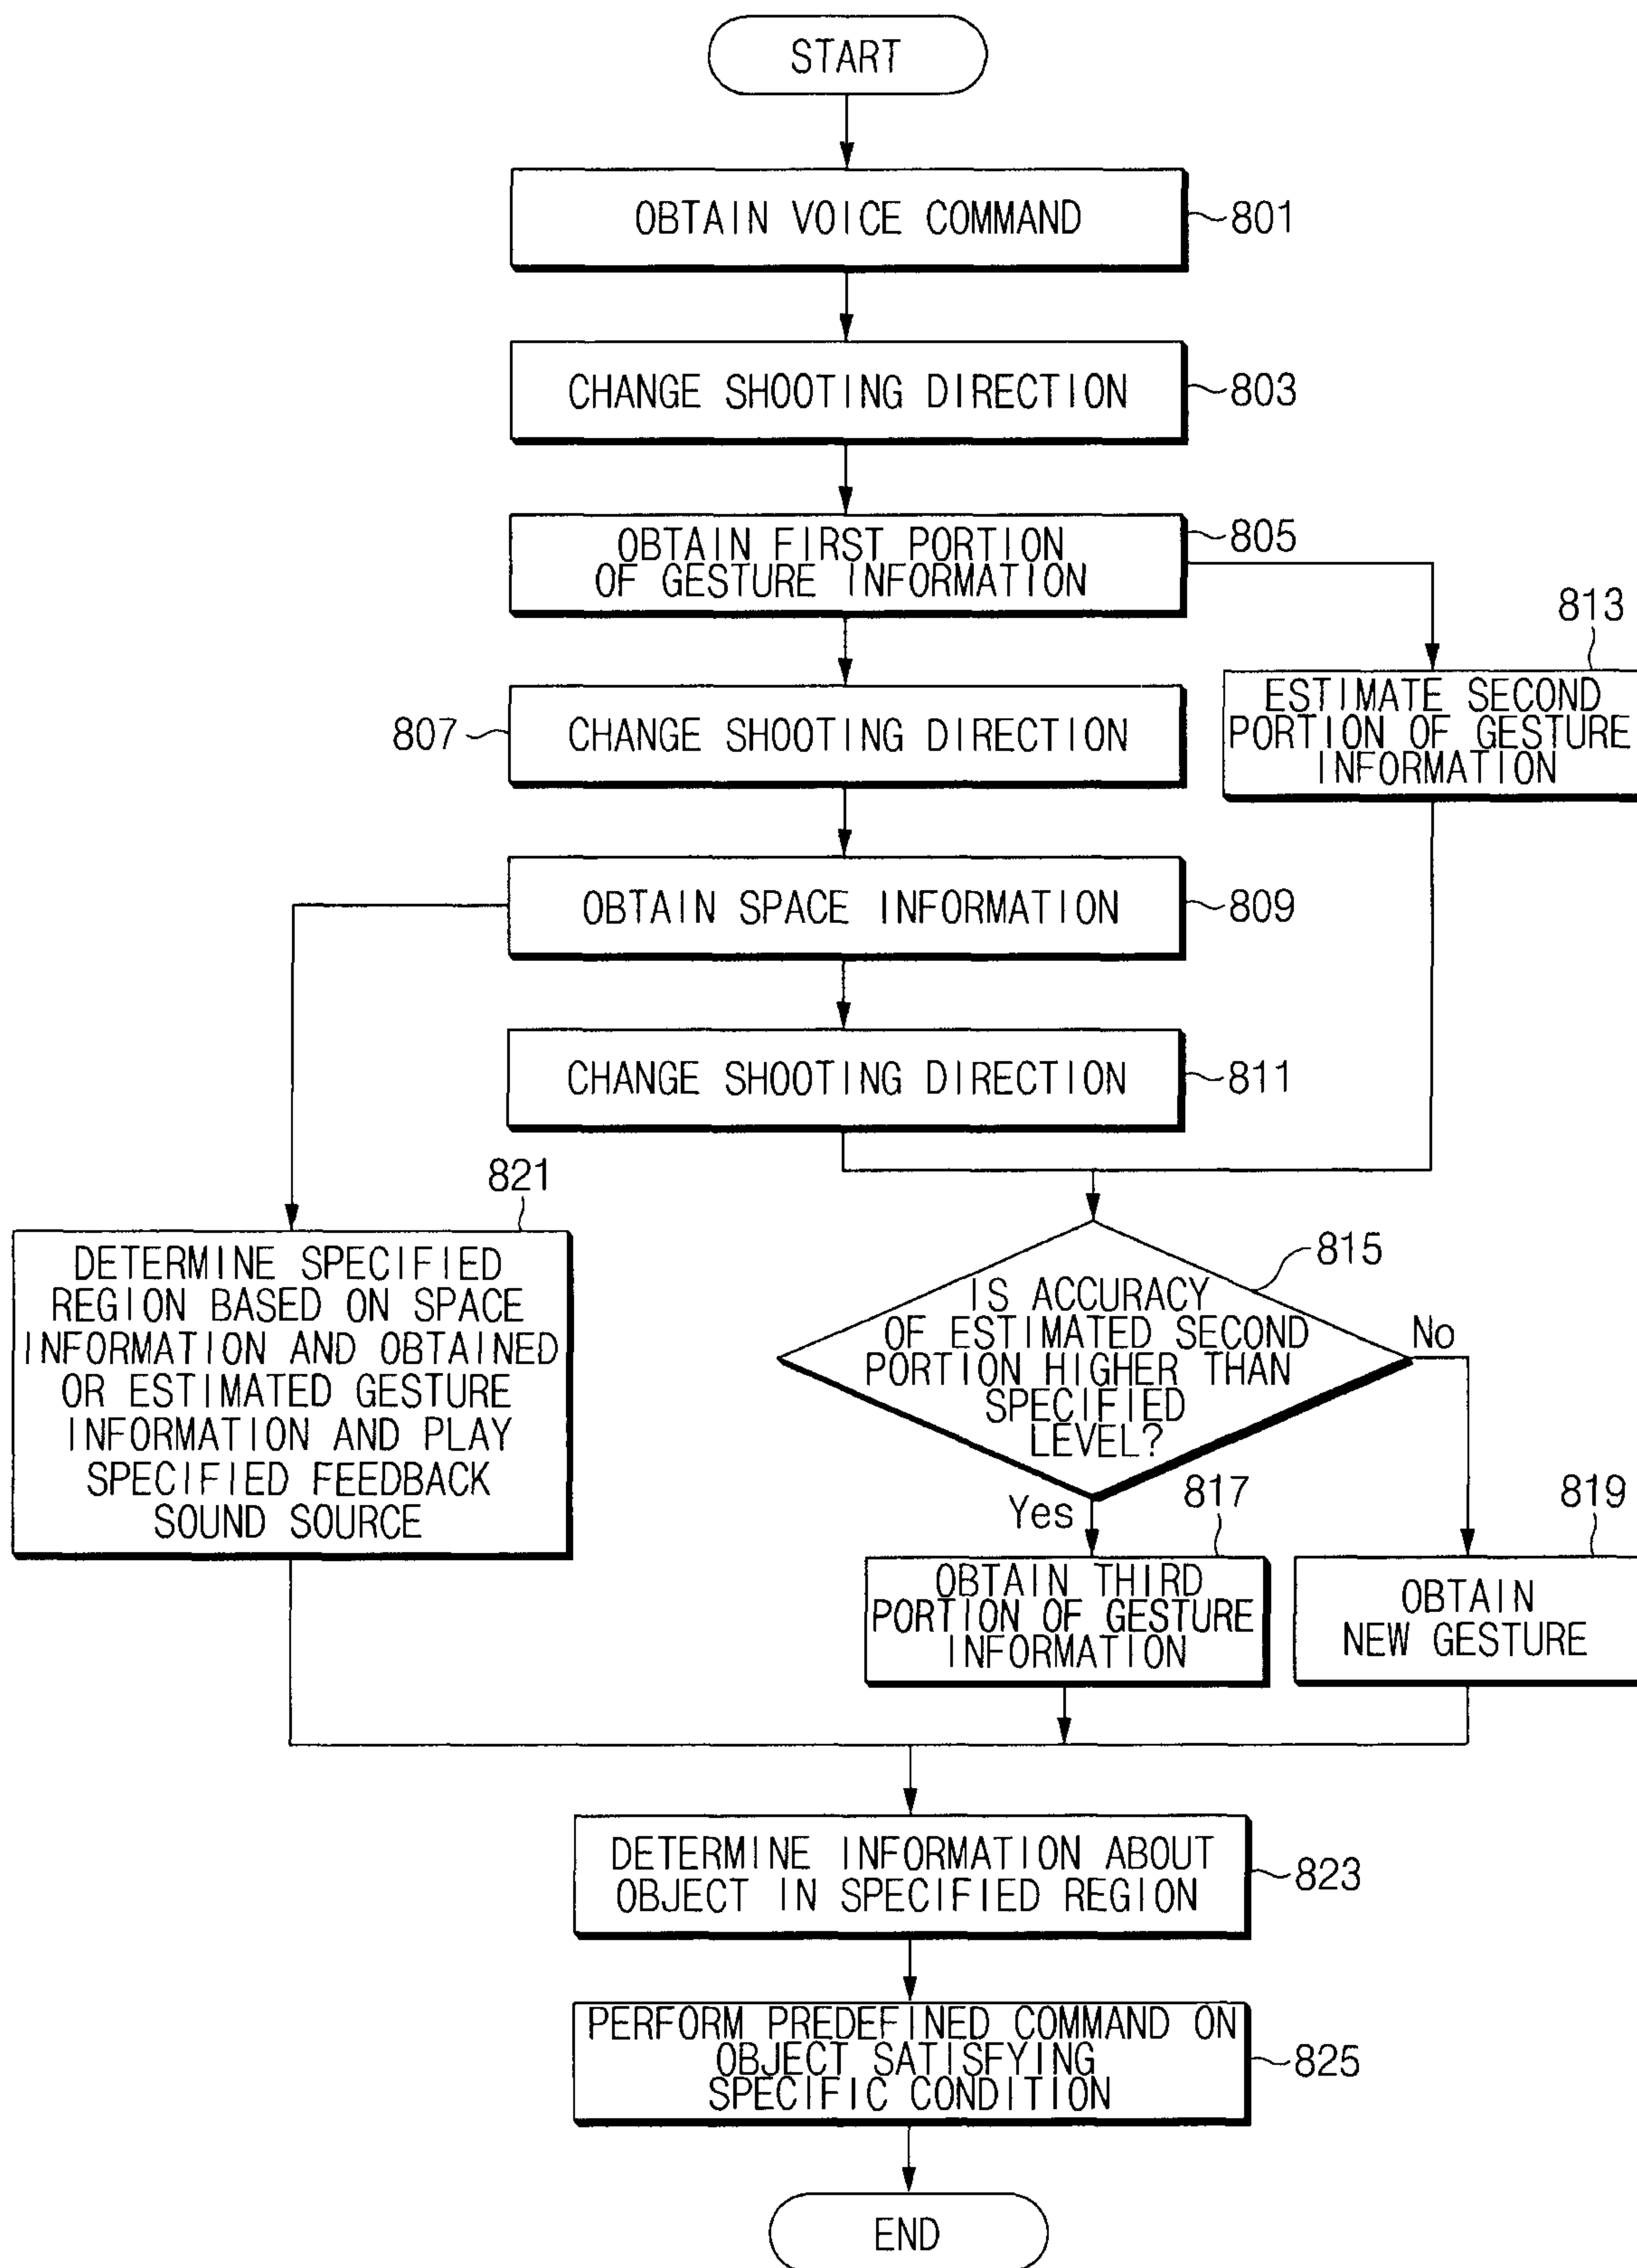 START
OBTAIN VOICE COMMAND
801
CHANGE SHOOTING DIRECTION
803
OBTAIN FIRST PORTION
OF GESTURE INFORMATION
805
813
ESTIMATE SECOND
PORTION OF GESTURE
INFORMATION
807
CHANGE SHOOTING DIRECTION
OBTAIN SPACE INFORMATION
809
CHANGE SHOOTING DIRECTION
811
821
DETERMINE SPECIFIED
REGION BASED ON SPACE
INFORMATION AND OBTAINED
OR ESTIMATED GESTURE
INFORMATION AND PLAY
SPECIFIED FEEDBACK
SOUND SOURCE
815
IS ACCURACY
OF ESTIMATED SECOND
PORTION HIGHER THAN
SPECIFIED
LEVEL?
No
Yes
817
OBTAIN THIRD
PORTION OF GESTURE
INFORMATION
819
OBTAIN
NEW GESTURE
DETERMINE INFORMATION ABOUT
OBJECT IN SPECIFIED REGION
823
PERFORM PREDEFINED COMMAND ON
OBJECT SATISFYING
SPECIFIC CONDITION
825
END